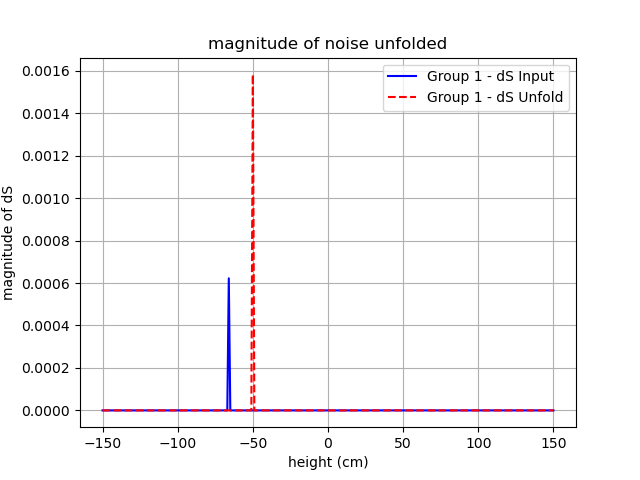 magnitude of noise unfolded
Group 1 - dS Input
Group 1 - dS Unfold
magnitude of dS
0.0016
0.0014
0.0012
0.0010
0.0008
0.0006
0.0004
0.0002
0.0000
−150 −100 −50 0 50 100 150
height (cm)